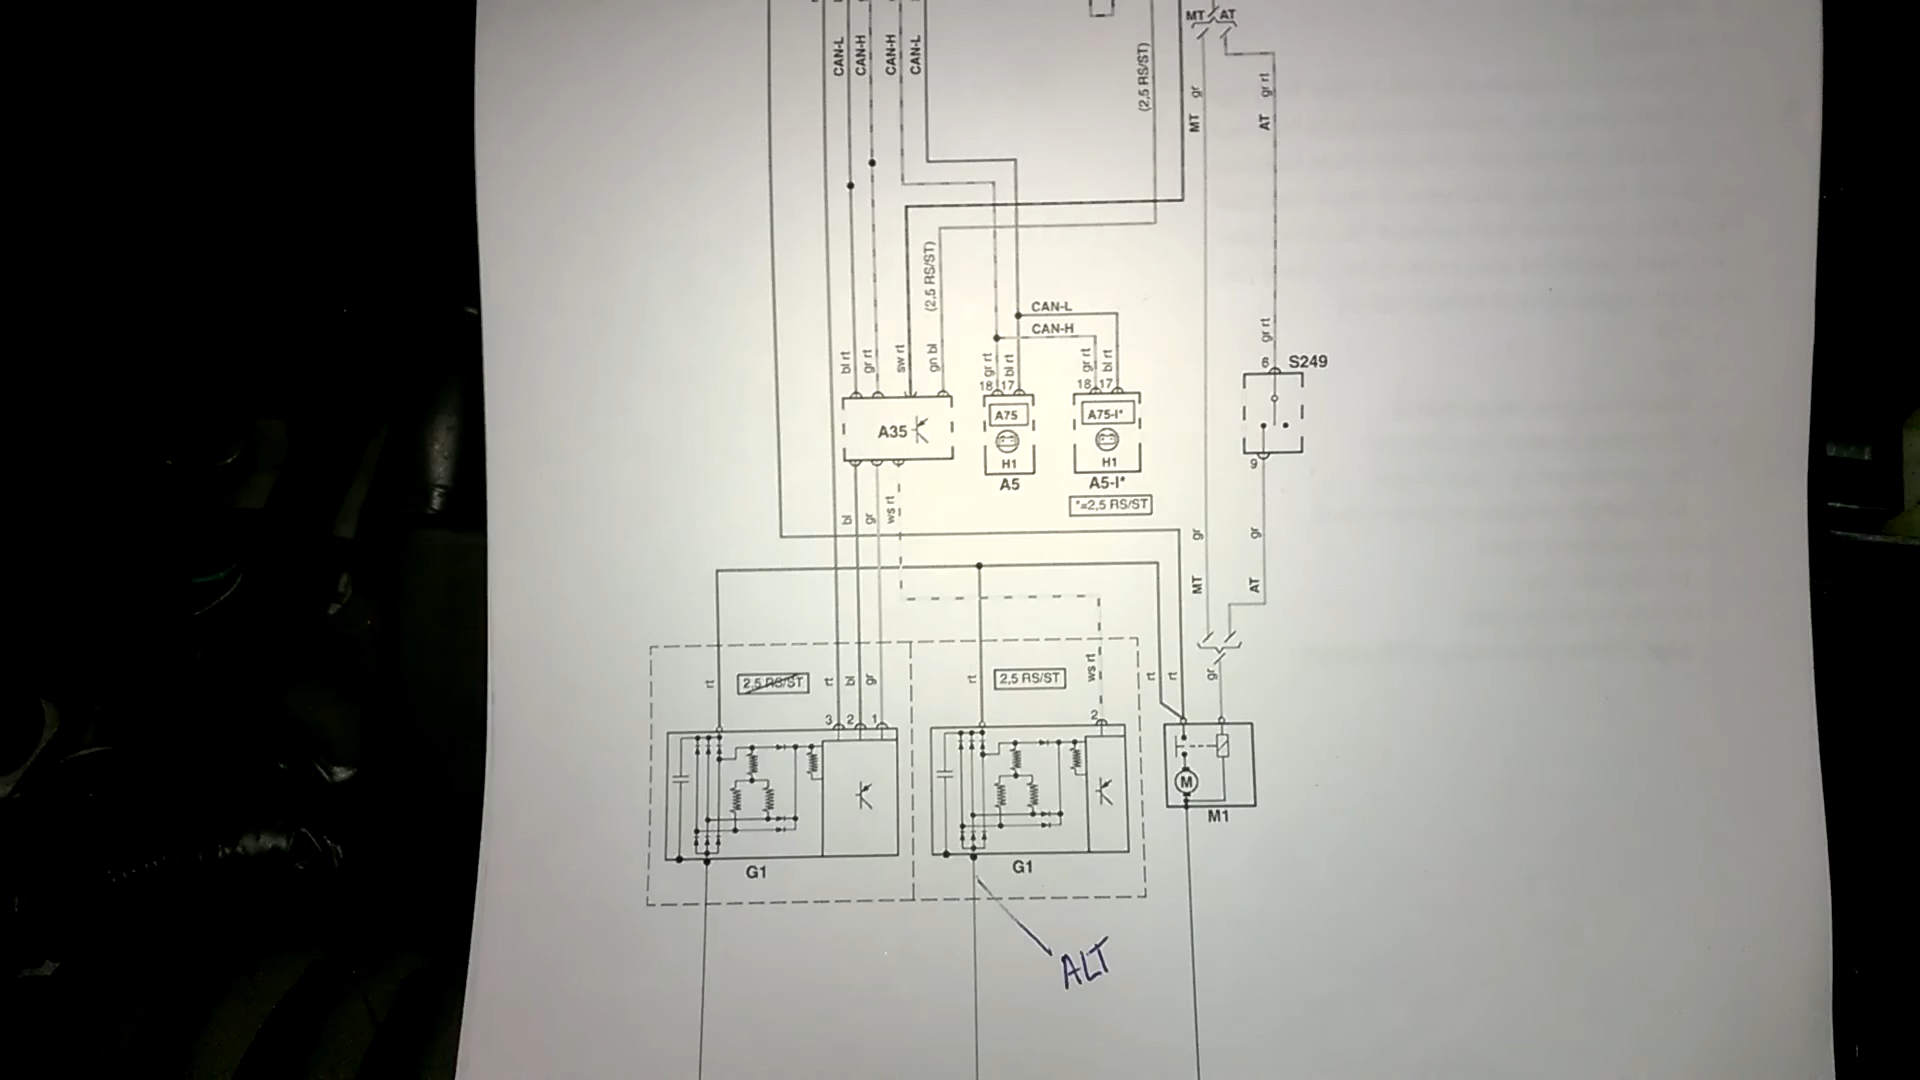 MT AT
CAN-L
CAN-H
CAN-H
CAN-L
(2,5 RS/ST)
MT gr
AT gr rt
(2,5 RS/ST)
CAN-L
CAN-H
bl rt
gr rt
sw rt
gn bl
gr rt
bl rt
gr rt
bl rt
gr rt
18 17
18 17
6 S249
A35
A75
A75-I*
H1
H1
A5
A5-I*
9
*=2,5 RS/ST
bl
gr
ws rt
MT gr
AT gr
rt
2,5 RS/ST
rt
bl
gr
rt
2,5 RS/ST
ws rt
rt
rt
gr
3 2 1
2
M
M1
G1
G1
ALT